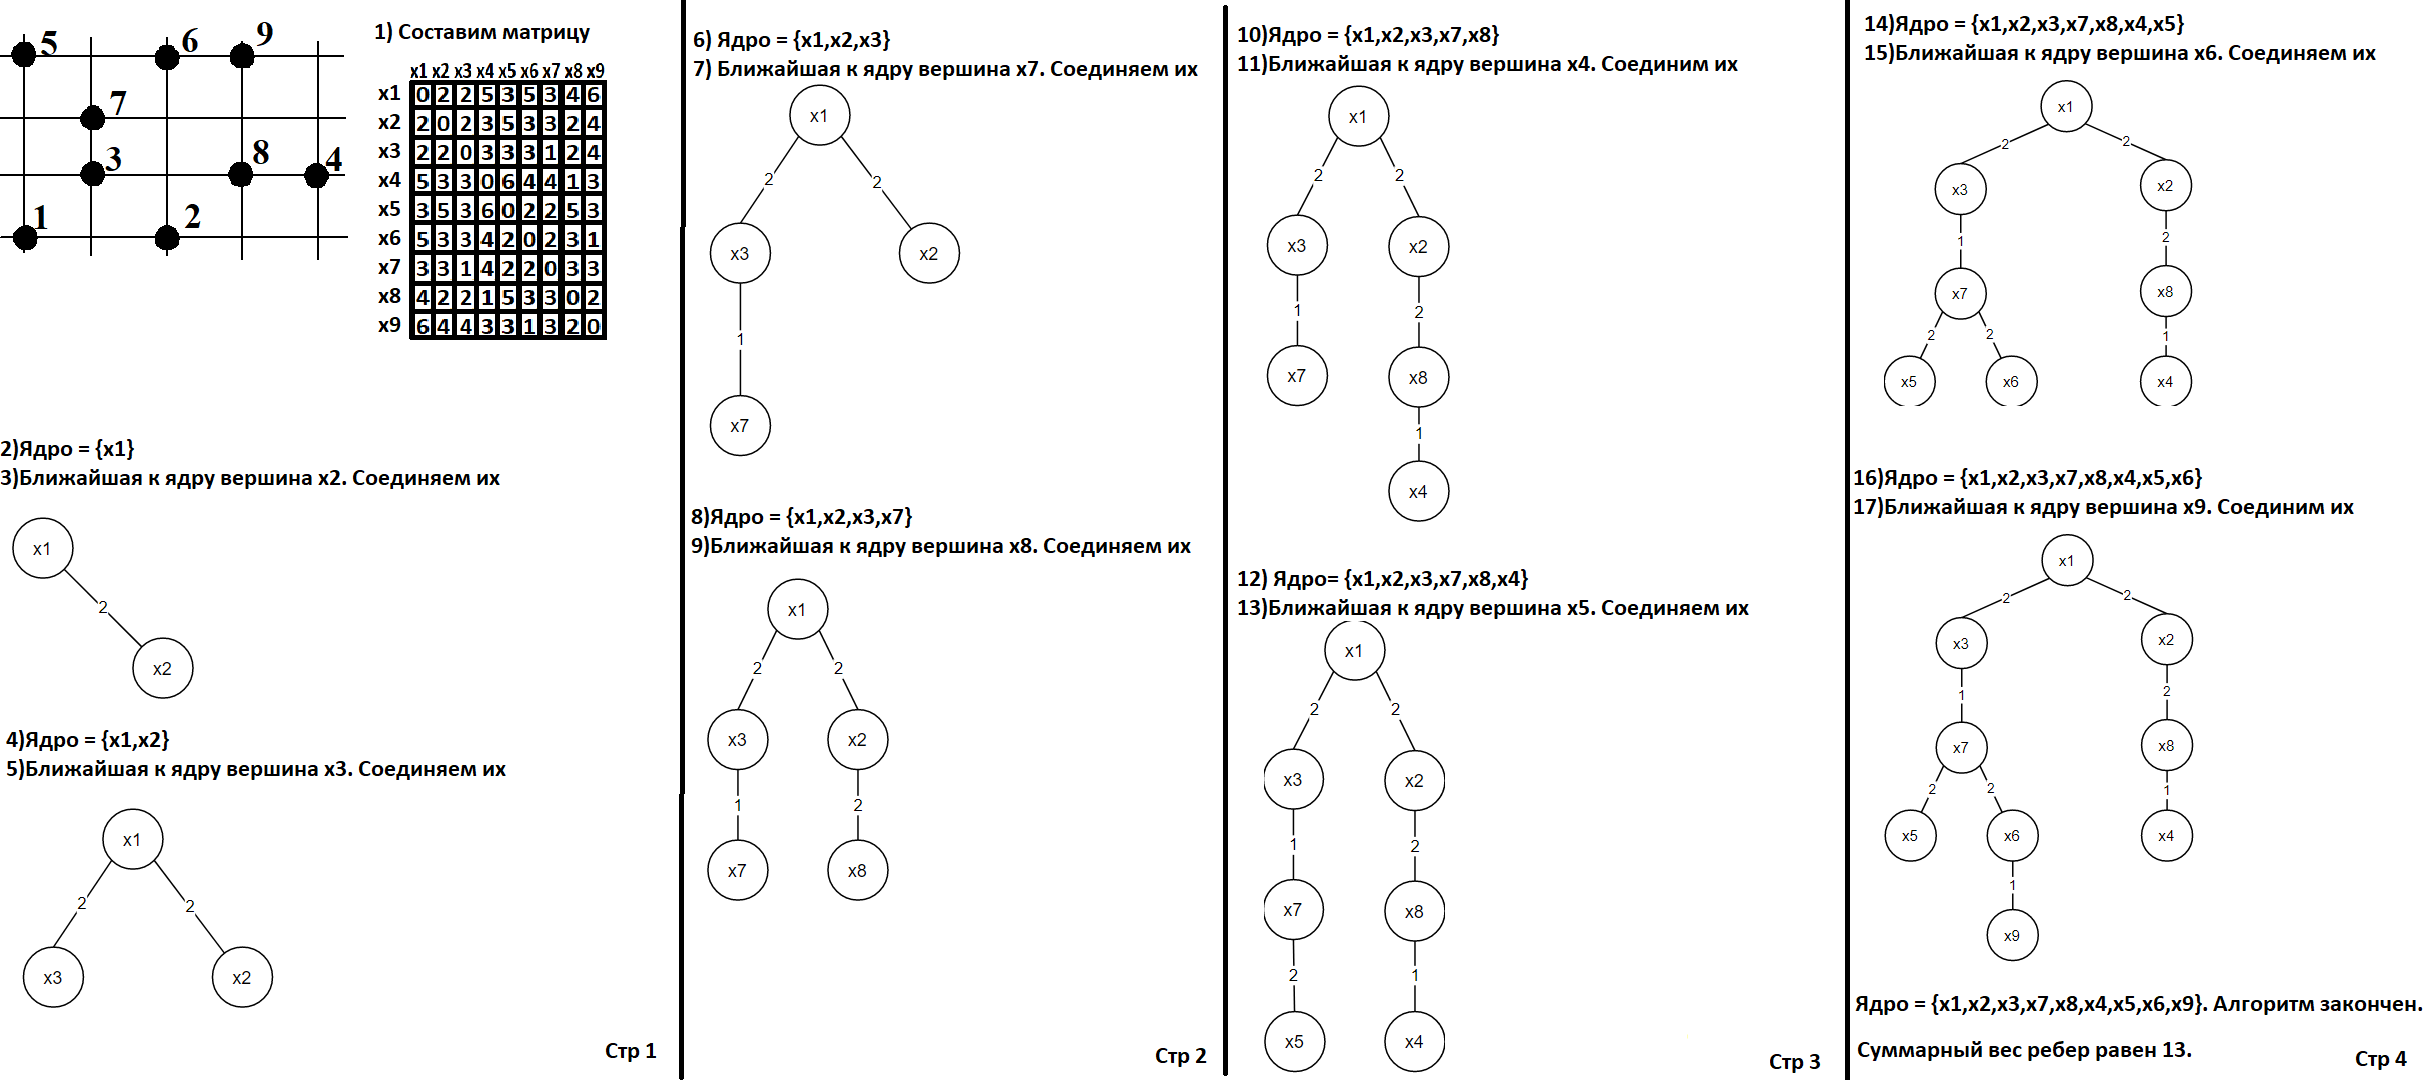 5
6
9
7
3
8
4
1
2
1) Составим матрицу
x1 x2 x3 x4 x5 x6 x7 x8 x9
x1 0 2 2 5 3 5 3 4 6
x2 2 0 2 3 5 3 3 2 4
x3 2 2 0 3 3 3 1 2 4
x4 5 3 3 0 6 4 4 1 3
x5 3 5 3 6 0 2 2 5 3
x6 5 3 3 4 2 0 2 3 1
x7 3 3 1 4 2 2 0 3 3
x8 4 2 2 1 5 3 3 0 2
x9 6 4 4 3 3 1 3 2 0
2)Ядро = {x1}
3)Ближайшая к ядру вершина x2. Соединяем их
x1
2
x2
4)Ядро = {x1,x2}
5)Ближайшая к ядру вершина x3. Соединяем их
x1
2 2
x3 x2
Стр 1
6) Ядро = {x1,x2,x3}
7) Ближайшая к ядру вершина x7. Соединяем их
x1
2 2
x3 x2
1
x7
8)Ядро = {x1,x2,x3,x7}
9)Ближайшая к ядру вершина x8. Соединяем их
x1
2 2
x3 x2
1 2
x7 x8
Стр 2
10)Ядро = {x1,x2,x3,x7,x8}
11)Ближайшая к ядру вершина x4. Соединим их
x1
2 2
x3 x2
1 2
x7 x8
1
x4
12) Ядро= {x1,x2,x3,x7,x8,x4}
13)Ближайшая к ядру вершина x5. Соединяем их
x1
2 2
x3 x2
1 2
x7 x8
2 1
x5 x4
Стр 3
14)Ядро = {x1,x2,x3,x7,x8,x4,x5}
15)Ближайшая к ядру вершина x6. Соединяем их
x1
2 2
x3 x2
1 2
x7 x8
2 2 1
x5 x6 x4
16)Ядро = {x1,x2,x3,x7,x8,x4,x5,x6}
17)Ближайшая к ядру вершина x9. Соединим их
x1
2 2
x3 x2
1 2
x7 x8
2 2 1
x5 x6 x4
1
x9
Ядро = {x1,x2,x3,x7,x8,x4,x5,x6,x9}. Алгоритм закончен.
Суммарный вес ребер равен 13.
Стр 4